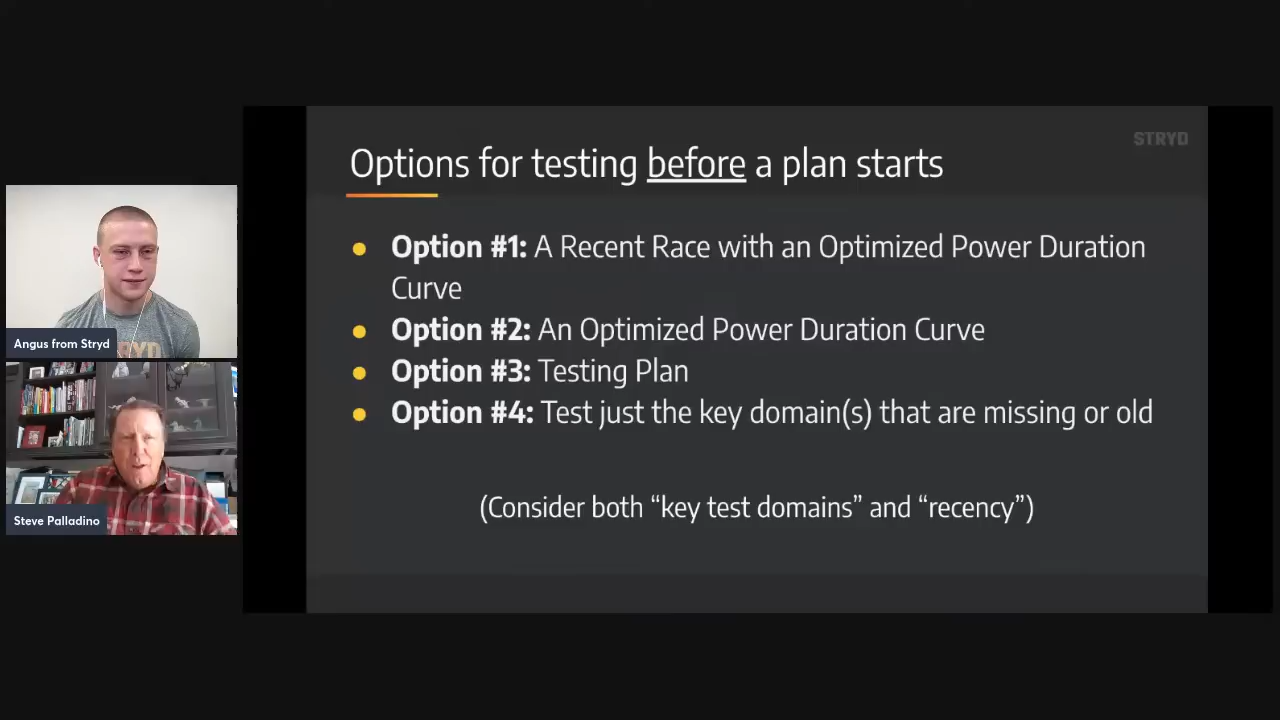 STRYD
Options for testing before a plan starts
Option #1: A Recent Race with an Optimized Power Duration
Curve
Option #2: An Optimized Power Duration Curve
Option #3: Testing Plan
Option #4: Test just the key domain(s) that are missing or old
(Consider both “key test domains” and “recency”)
Angus from Stryd
Steve Palladino